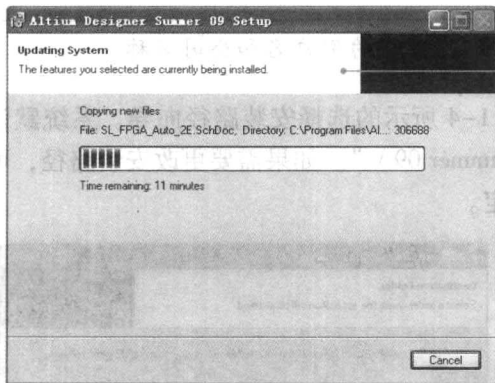 Altium Designer Summer 09 Setup
Updating System
The features you selected are currently being installed.
Copying new files
File: SL_FPGA_Auto_2E.SchDoc, Directory: C:\Program Files\Al...: 306688
Time remaining: 11 minutes
Cancel